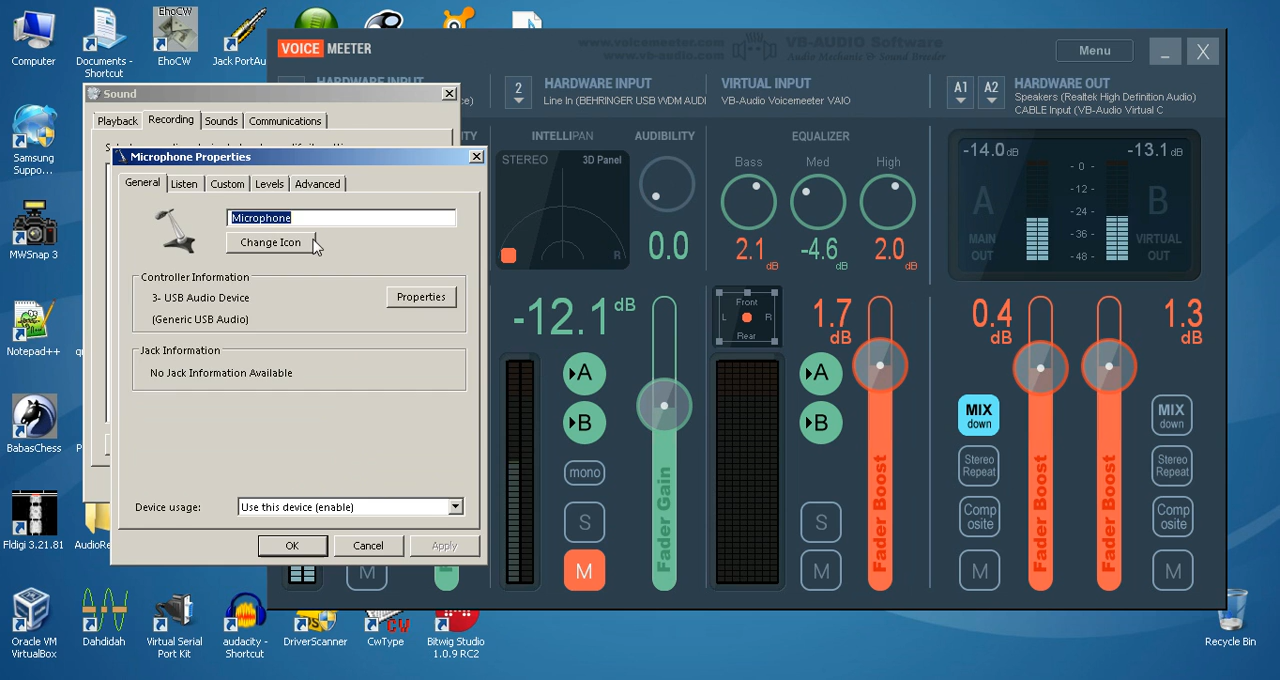 Computer
Documents -
Shortcut
EhoCW
EhoCW
Jack PortAu
Samsung
Suppo...
MWSnap 3
Notepad++
BabasChess
Fldigi 3.21.81
AudioRe
Oracle VM
VirtualBox
Dahdidah
Virtual Serial
Port Kit
audacity -
Shortcut
DriverScanner
CwType
Bitwig Studio
1.0.9 RC2
Recycle Bin
VOICE MEETER
www.voicemeeter.com
www.vb-audio.com
VB-AUDIO Software
Audio Mechanic & Sound Breeder
Menu
_ X
2
HARDWARE INPUT
Line In (BEHRINGER USB WDM AUDI
VIRTUAL INPUT
VB-Audio Voicemeeter VAIO
A1
A2
HARDWARE OUT
Speakers (Realtek High Definition Audio)
CABLE Input (VB-Audio Virtual C
INTELLIPAN
AUDIBILITY
EQUALIZER
STEREO
3D Panel
R
0.0
Bass
Med
High
2.1
dB
-4.6
dB
2.0
dB
-14.0dB
-13.1dB
- 0 -
-12 -
- 24 -
- 36 -
- 48 -
A
MAIN
OUT
B
VIRTUAL
OUT
-12.1 dB
A
B
mono
S
M
Fader Gain
Front
L
R
Rear
1.7
dB
A
B
S
M
Fader Boost
0.4
dB
1.3
dB
MIX
down
Stereo
Repeat
Comp
osite
M
Fader Boost
Fader Boost
MIX
down
Stereo
Repeat
Comp
osite
M
M
Sound
Playback
Recording
Sounds
Communications
Microphone Properties
General
Listen
Custom
Levels
Advanced
Microphone
Change Icon
Controller Information
3- USB Audio Device
(Generic USB Audio)
Properties
Jack Information
No Jack Information Available
Device usage:
Use this device (enable)
OK
Cancel
Apply